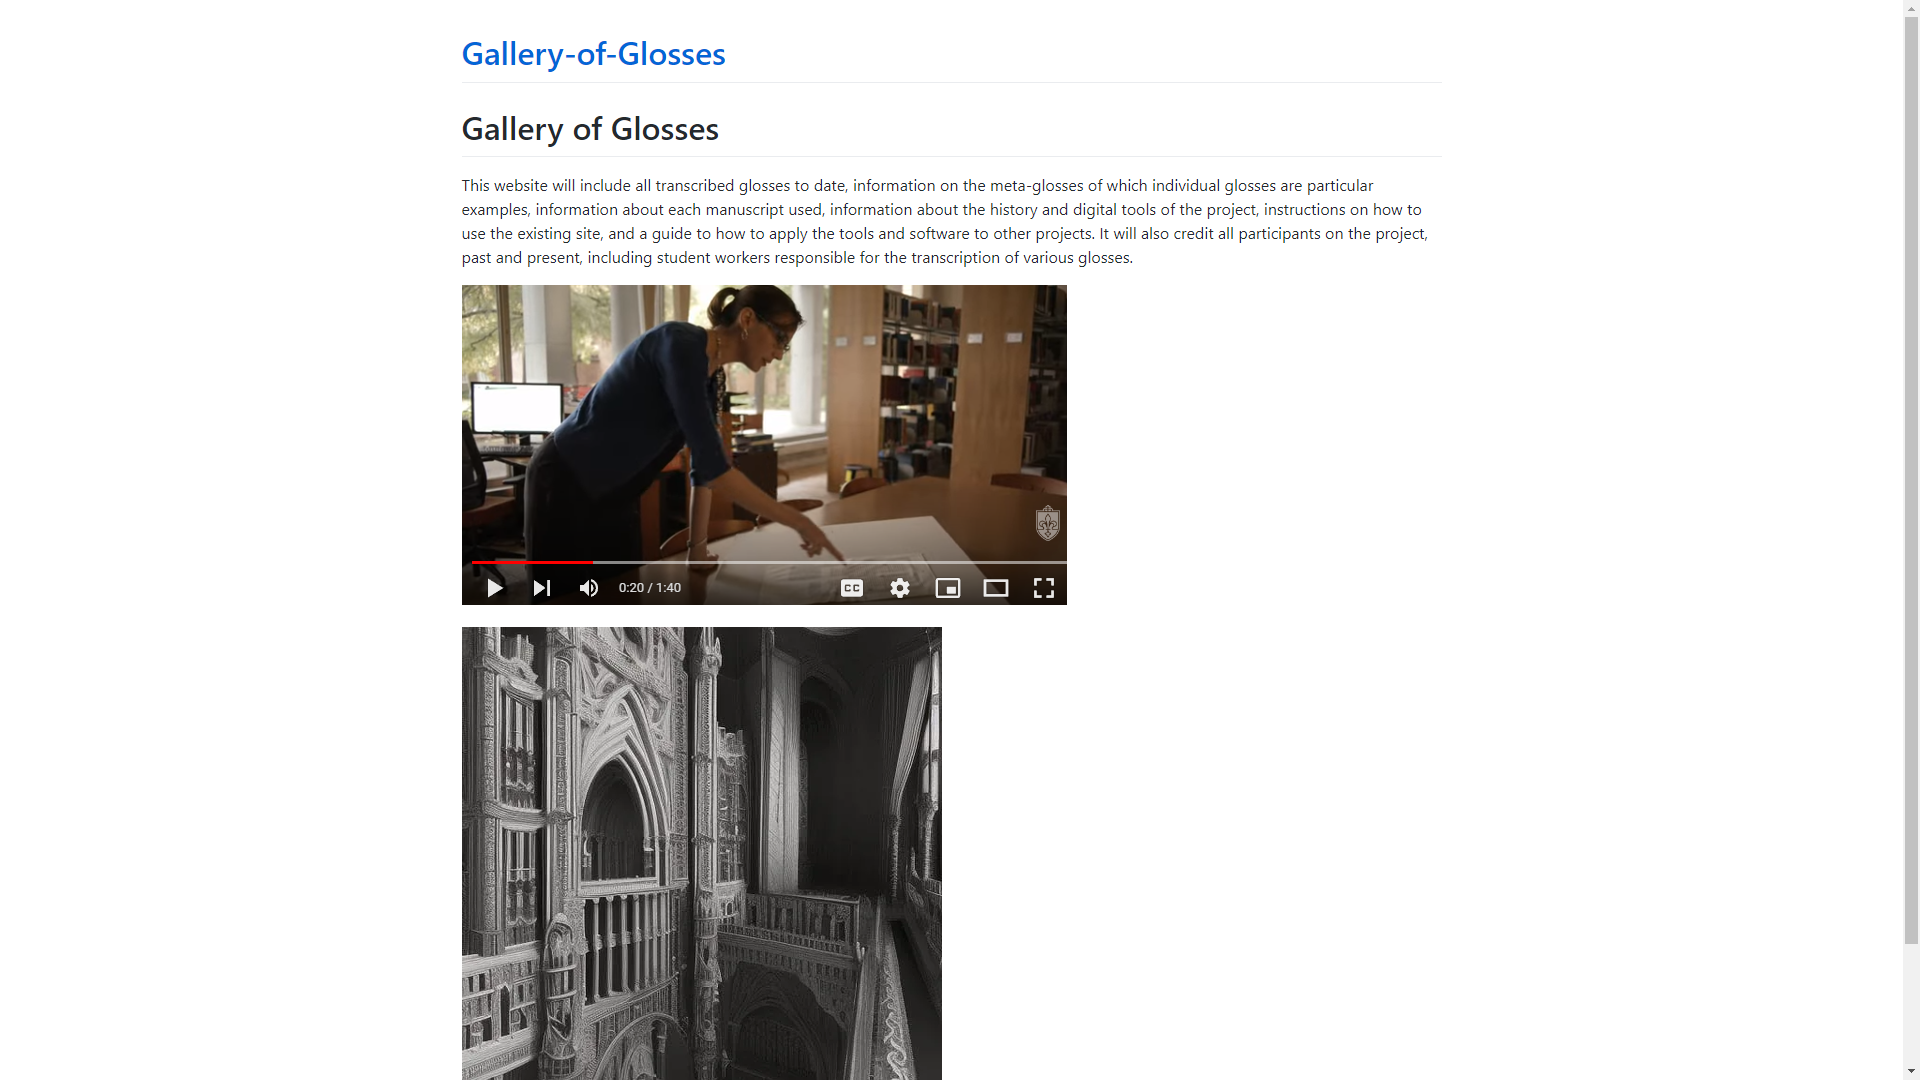 Gallery-of-Glosses
Gallery of Glosses
This website will include all transcribed glosses to date, information on the meta-glosses of which individual glosses are particular
examples, information about each manuscript used, information about the history and digital tools of the project, instructions on how to
use the existing site, and a guide to how to apply the tools and software to other projects. It will also credit all participants on the project,
past and present, including student workers responsible for the transcription of various glosses.
0:20 / 1:40
CC